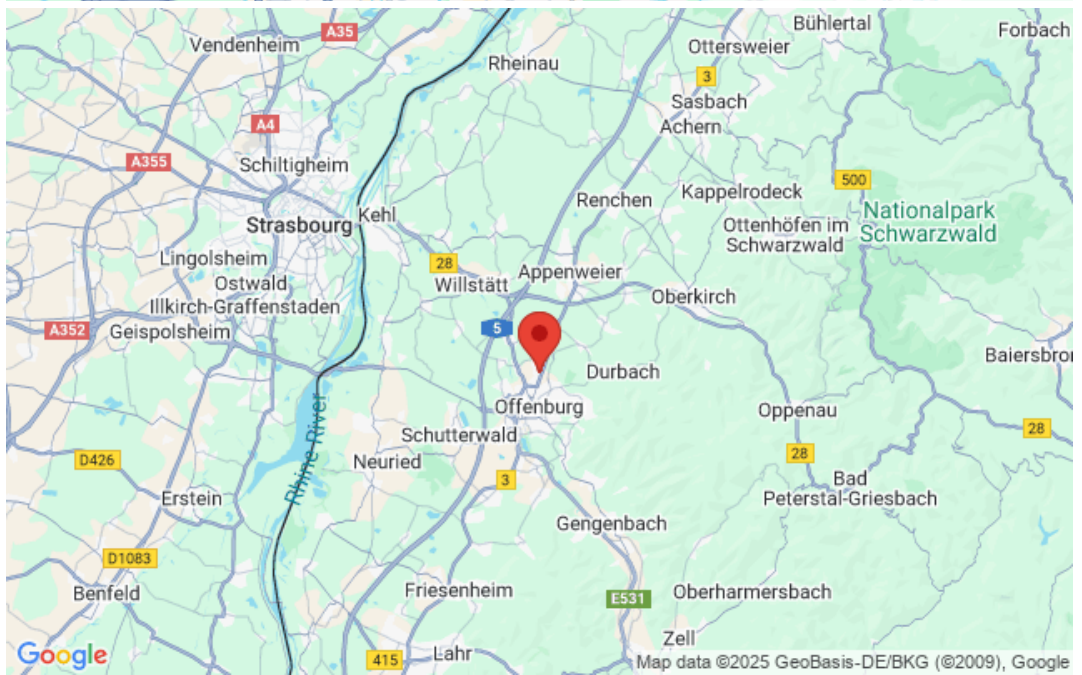 A35
Bühlertal
Forbach
Vendenheim
Ottersweier
Rheinau
3
Sasbach
A4
Achern
A355
Schiltigheim
500
Kappelrodeck
Renchen
Nationalpark
Schwarzwald
Strasbourg
Kehl
Ottenhöfen im
Schwarzwald
Lingolsheim
28
Appenweier
Ostwald
Willstätt
Oberkirch
Illkirch-Graffenstaden
A352
Geispolsheim
5
Baiersbron
Durbach
Offenburg
Oppenau
28
Schutterwald
Rhine River
D426
Neuried
28
3
Bad
Peterstal-Griesbach
Erstein
Gengenbach
D1083
Benfeld
Friesenheim
E531
Oberharmersbach
Zell
Google
415
Lahr
Map data ©2025 GeoBasis-DE/BKG (©2009), Google